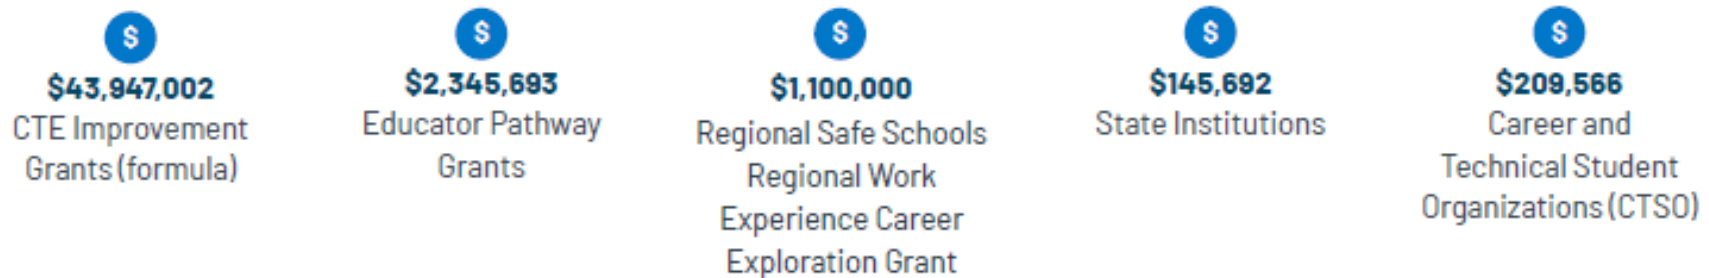 $
$43,947,002
CTE Improvement
Grants (formula)
$
$2,345,693
Educator Pathway
Grants
$
$1,100,000
Regional Safe Schools
Regional Work
Experience Career
Exploration Grant
$
$145,692
State Institutions
$
$209,566
Career and
Technical Student
Organizations (CTSO)